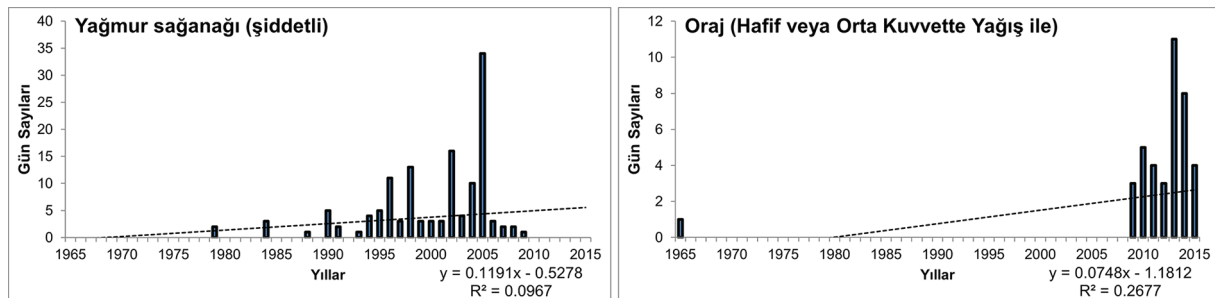 Yağmur sağanağı (şiddetli)
Gün Sayıları
40
35
30
25
20
15
10
5
0
1965 1970 1975 1980 1985 1990 1995 2000 2005 2010 2015
Yıllar
y = 0.1191x - 0.5278
R² = 0.0967
Oraj (Hafif veya Orta Kuvvette Yağış ile)
Gün Sayıları
12
10
8
6
4
2
0
1965 1970 1975 1980 1985 1990 1995 2000 2005 2010 2015
Yıllar
y = 0.0748x - 1.1812
R² = 0.2677